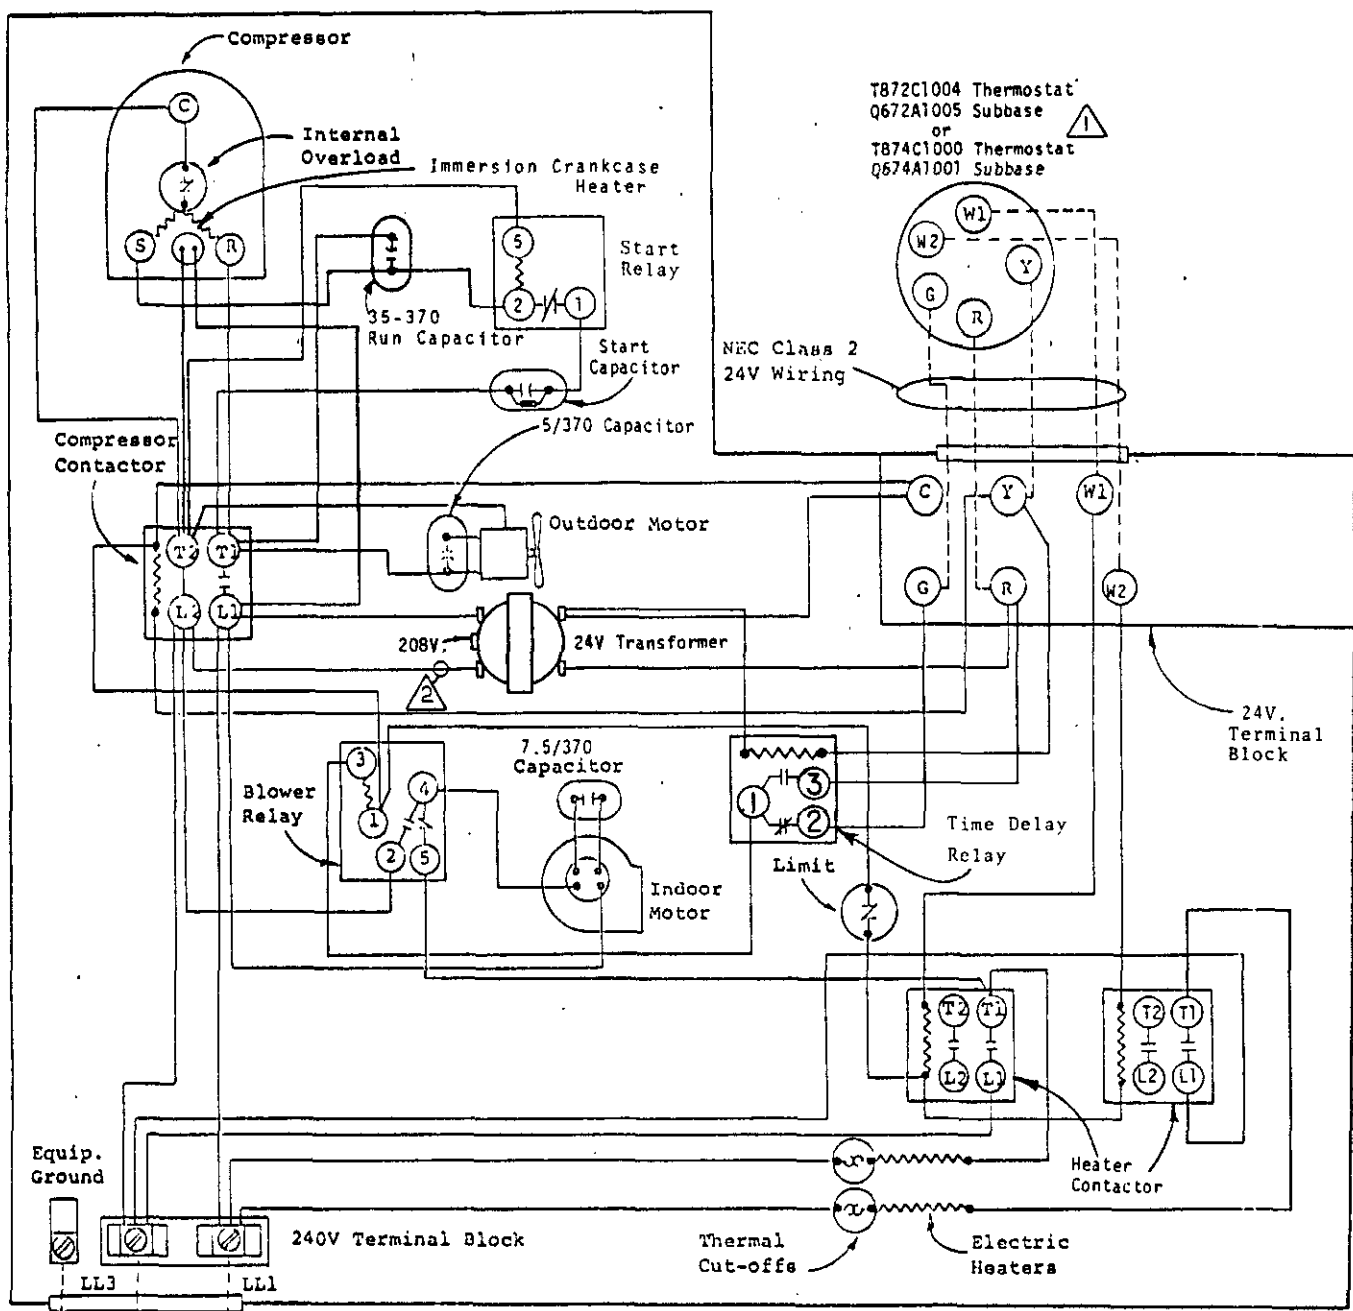 Compressor
T872C1004 Thermostat
Q672A1005 Subbase
or
T874C1000 Thermostat
Q674A1001 Subbase
1
C
Internal
Overload
Immersion Crankcase
Heater
S
R
5
2
1
Start
Relay
35-370
Run Capacitor
Start
Capacitor
5/370 Capacitor
W1
W2
Y
G
R
NEC Class 2
24V Wiring
Compressor
Contactor
C
Y
W1
G
R
W2
Outdoor Motor
T2
T1
L2
L1
208V.
24V Transformer
2
24V.
Terminal
Block
7.5/370
Capacitor
Blower
Relay
3
4
1
2
5
1
3
2
Time Delay
Relay
Limit
Indoor
Motor
T2
T1
L2
L1
T2
T1
L2
L1
Heater
Contactor
Equip.
Ground
240V Terminal Block
LL3
LL1
Thermal
Cut-offs
Electric
Heaters